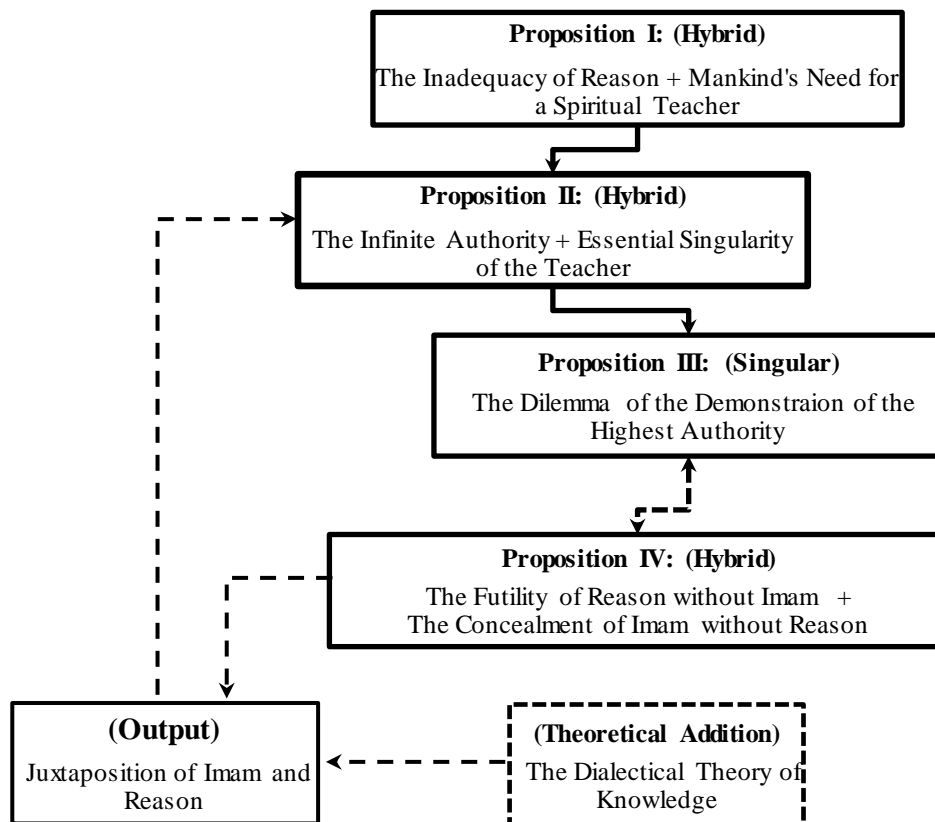 Proposition I: (Hybrid)
The Inadequacy of Reason + Mankind's Need for
a Spiritual Teacher
Proposition II: (Hybrid)
The Infinite Authority + Essential Singularity
of the Teacher
Proposition III: (Singular)
The Dilemma of the Demonstraion of the
Highest Authority
Proposition IV: (Hybrid)
The Futility of Reason without Imam +
The Concealment of Imam without Reason
(Output)
Juxtaposition of Imam and
Reason
(Theoretical Addition)
The Dialectical Theory of
Knowledge